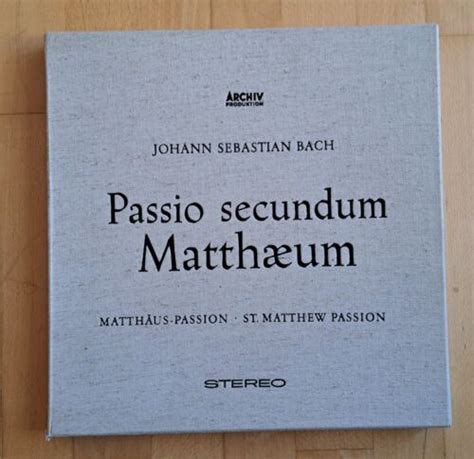 ARCHIV
PRODUKTION
JOHANN SEBASTIAN BACH
Passio secundum
Matthæum
MATTHÄUS-PASSION · ST. MATTHEW PASSION
STEREO